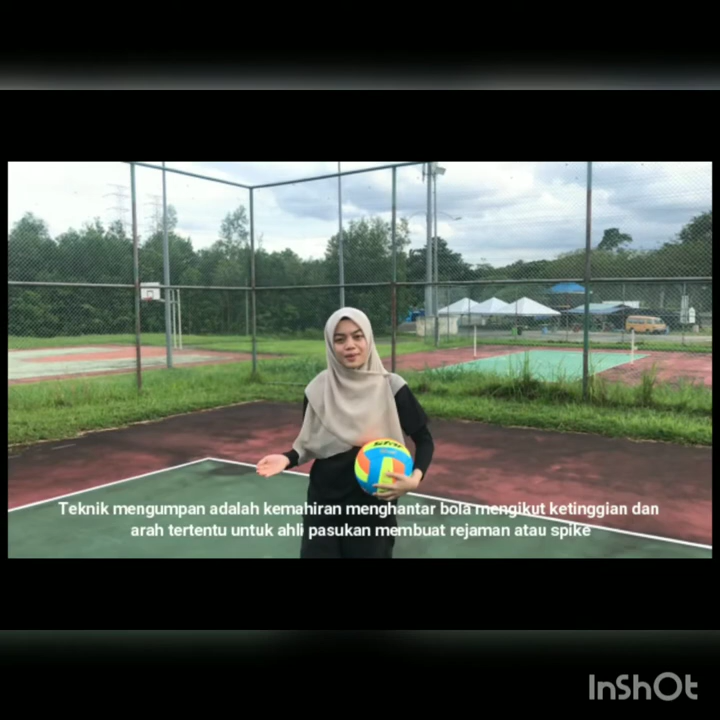 Teknik mengumpan adalah kemahiran menghantar bola mengikut ketinggian dan
arah tertentu untuk ahli pasukan membuat rejaman atau spike
InShOt